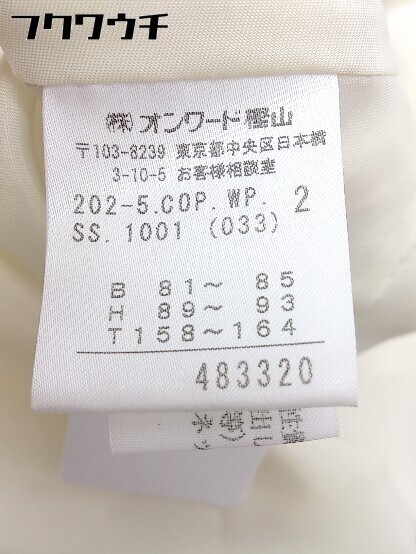 フクワウチ
㈱オンワード樫山
〒103-8239 東京都中央区日本橋
3-10-5 お客様相談室
202-5.COP.WP. 2
SS.1001 (033)
B 81～ 85
H 89～ 93
T158～164
483320